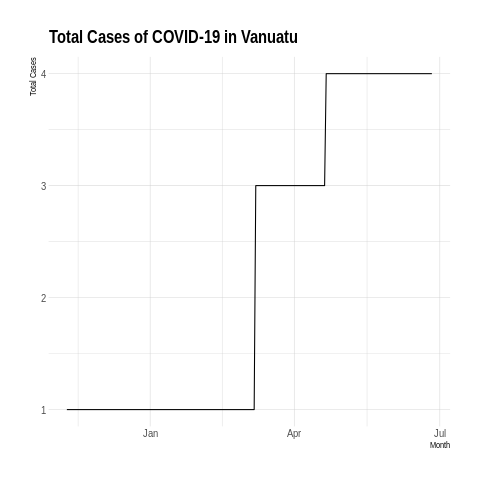 Total Cases of COVID-19 in Vanuatu
Total Cases
4
3
2
1
Jan Apr Jul
Month